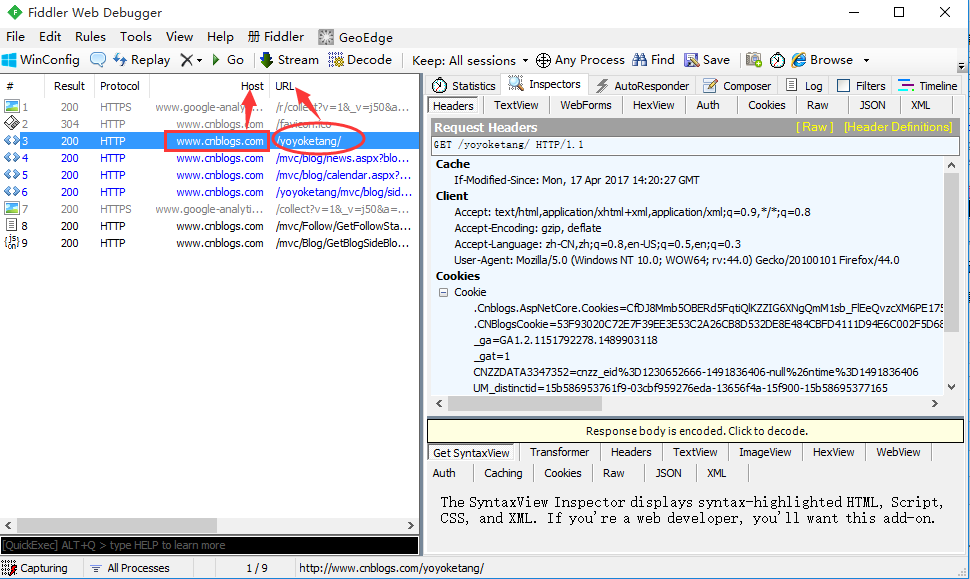 Fiddler Web Debugger
File Edit Rules Tools View Help Fiddler GeoEdge
WinConfig Replay Go Stream Decode Keep: All sessions Any Process Find Save Browse
# Result Protocol Host URL
1 200 HTTPS www.google-analyti... /r/collect?v=1&_v=j50&a=...
2 304 HTTP www.cnblogs.com /favicon.ico
3 200 HTTP www.cnblogs.com /yoyoketang/
4 200 HTTP www.cnblogs.com /mvc/blog/news.aspx?blo...
5 200 HTTP www.cnblogs.com /mvc/blog/calendar.aspx?...
6 200 HTTP www.cnblogs.com /yoyoketang/mvc/blog/sid...
7 200 HTTPS www.google-analyti... /collect?v=1&_v=j50&a=...
8 200 HTTP www.cnblogs.com /mvc/Follow/GetFollowSta...
9 200 HTTP www.cnblogs.com /mvc/Blog/GetBlogSideBlo...
[QuickExec] ALT+Q > type HELP to learn more
Statistics Inspectors AutoResponder Composer Log Filters Timeline
Headers TextView WebForms HexView Auth Cookies Raw JSON XML
Request Headers [ Raw ] [Header Definitions]
GET /yoyoketang/ HTTP/1.1
Cache
If-Modified-Since: Mon, 17 Apr 2017 14:20:27 GMT
Client
Accept: text/html,application/xhtml+xml,application/xml;q=0.9,*/*;q=0.8
Accept-Encoding: gzip, deflate
Accept-Language: zh-CN,zh;q=0.8,en-US;q=0.5,en;q=0.3
User-Agent: Mozilla/5.0 (Windows NT 10.0; WOW64; rv:44.0) Gecko/20100101 Firefox/44.0
Cookies
Cookie
.Cnblogs.AspNetCore.Cookies=CfDJ8Mmb5OBERd5FqtiQlKZZIG6XNgQmM1sb_FlEeQvzcXM6PE175
.CNBlogsCookie=53F93020C72E7F39EE3E53C2A26CB8D532DE8E484CBFD4111D94E6C002F5D68
_ga=GA1.2.1151792278.1489903118
_gat=1
CNZZDATA3347352=cnzz_eid%3D1230652666-1491836406-null%26ntime%3D1491836406
UM_distinctid=15b586953761f9-03cbf959276eda-13656f4a-15f900-15b58695377165
Response body is encoded. Click to decode.
Get SyntaxView Transformer Headers TextView ImageView HexView WebView
Auth Caching Cookies Raw JSON XML
The SyntaxView Inspector displays syntax-highlighted HTML, Script,
CSS, and XML. If you're a web developer, you'll want this add-on.
Capturing All Processes 1 / 9 http://www.cnblogs.com/yoyoketang/